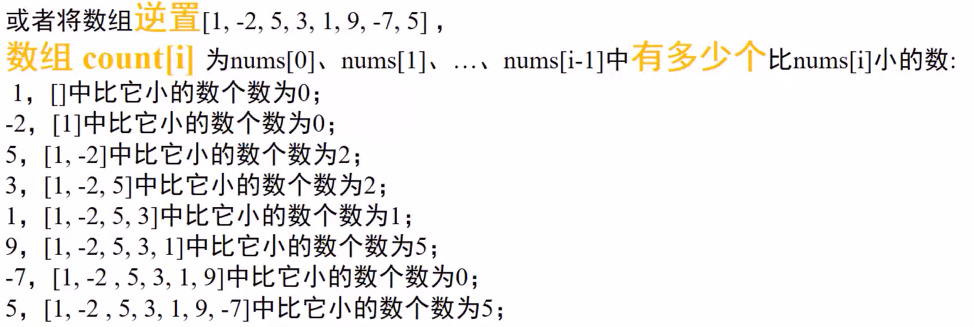 或者将数组逆置[1, -2, 5, 3, 1, 9, -7, 5] ，
数组 count[i] 为nums[0]、nums[1]、…、nums[i-1]中有多少个比nums[i]小的数:
1，[]中比它小的数个数为0；
-2，[1]中比它小的数个数为0；
5，[1, -2]中比它小的数个数为2；
3，[1, -2, 5]中比它小的数个数为2；
1，[1, -2, 5, 3]中比它小的数个数为1；
9，[1, -2, 5, 3, 1]中比它小的数个数为5；
-7，[1, -2 , 5, 3, 1, 9]中比它小的数个数为0；
5，[1, -2 , 5, 3, 1, 9, -7]中比它小的数个数为5；